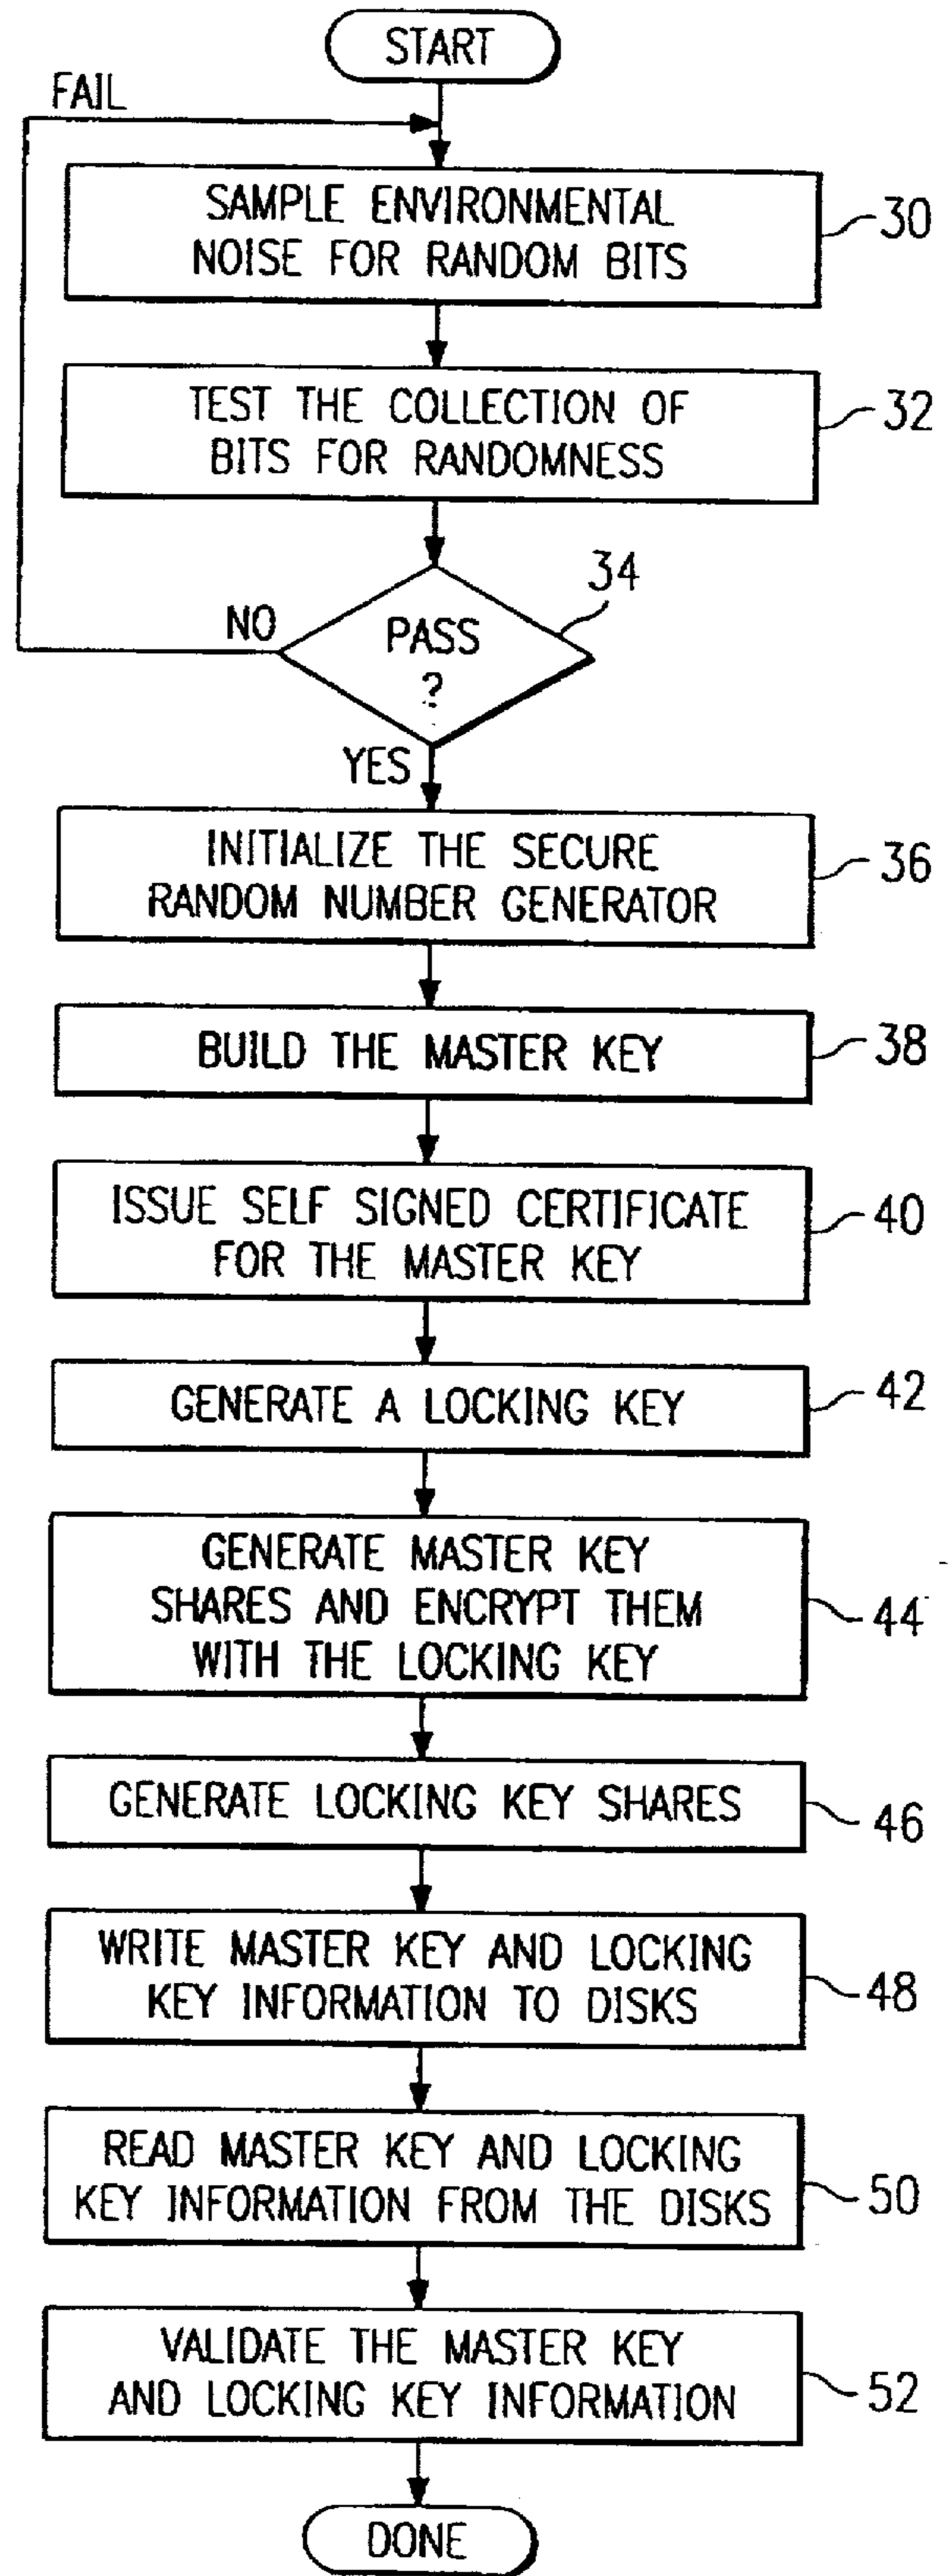 START
FAIL
SAMPLE ENVIRONMENTAL
NOISE FOR RANDOM BITS
30
TEST THE COLLECTION OF
BITS FOR RANDOMNESS
32
34
NO
PASS
?
YES
INITIALIZE THE SECURE
RANDOM NUMBER GENERATOR
36
BUILD THE MASTER KEY
38
ISSUE SELF SIGNED CERTIFICATE
FOR THE MASTER KEY
40
GENERATE A LOCKING KEY
42
GENERATE MASTER KEY
SHARES AND ENCRYPT THEM
WITH THE LOCKING KEY
44
GENERATE LOCKING KEY SHARES
46
WRITE MASTER KEY AND LOCKING
KEY INFORMATION TO DISKS
48
READ MASTER KEY AND LOCKING
KEY INFORMATION FROM THE DISKS
50
VALIDATE THE MASTER KEY
AND LOCKING KEY INFORMATION
52
DONE